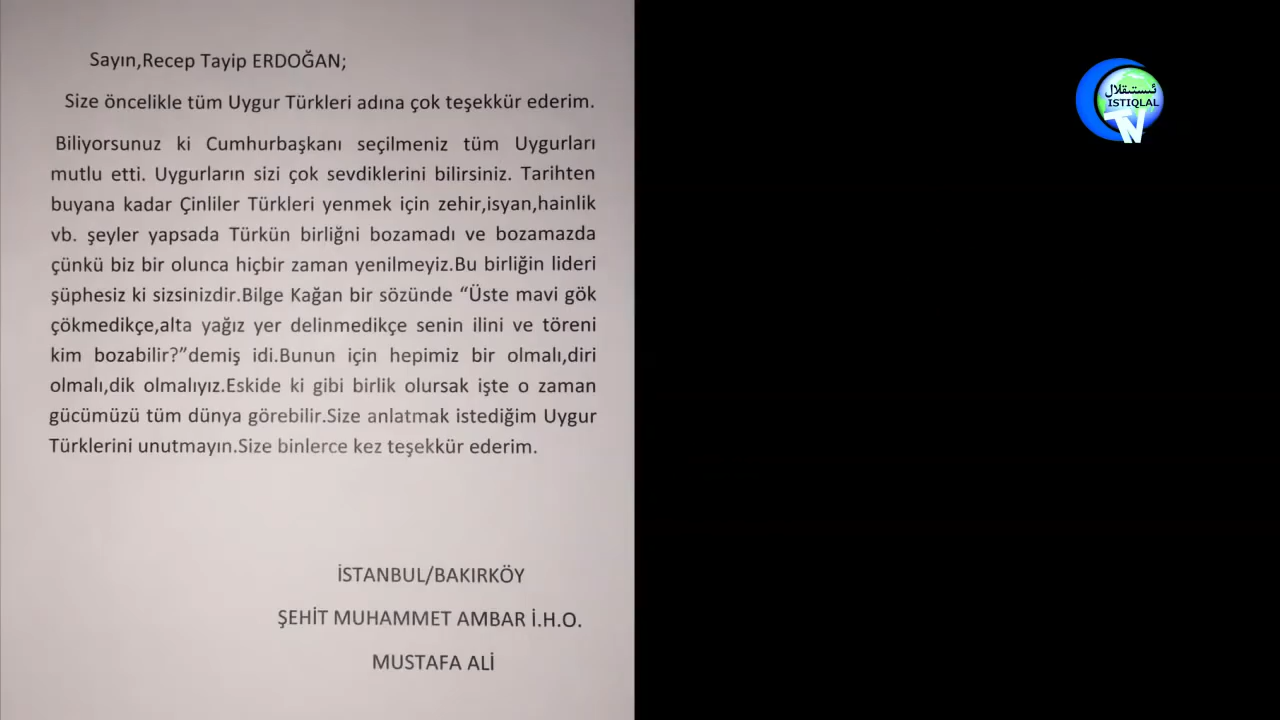 Sayın,Recep Tayip ERDOĞAN;
Size öncelikle tüm Uygur Türkleri adına çok teşekkür ederim.
Biliyorsunuz ki Cumhurbaşkanı seçilmeniz tüm Uygurları
mutlu etti. Uygurların sizi çok sevdiklerini bilirsiniz. Tarihten
buyana kadar Çinliler Türkleri yenmek için zehir,isyan,hainlik
vb. şeyler yapsada Türkün birliğni bozamadı ve bozamazda
çünkü biz bir olunca hiçbir zaman yenilmeyiz.Bu birliğin lideri
şüphesiz ki sizsinizdir.Bilge Kağan bir sözünde “Üste mavi gök
çökmedikçe,alta yağız yer delinmedikçe senin ilini ve töreni
kim bozabilir?”demiş idi.Bunun için hepimiz bir olmalı,diri
olmalı,dik olmalıyız.Eskide ki gibi birlik olursak işte o zaman
gücümüzü tüm dünya görebilir.Size anlatmak istediğim Uygur
Türklerini unutmayın.Size binlerce kez teşekkür ederim.
İSTANBUL/BAKIRKÖY
ŞEHİT MUHAMMET AMBAR İ.H.O.
MUSTAFA ALİ
ئىستىقلال
ISTIQLAL
TV